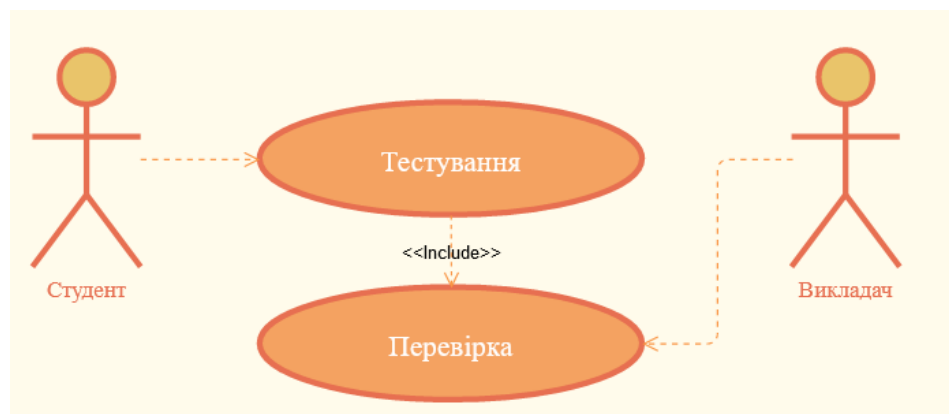 Тестування
<<Include>>
Студент
Викладач
Перевірка